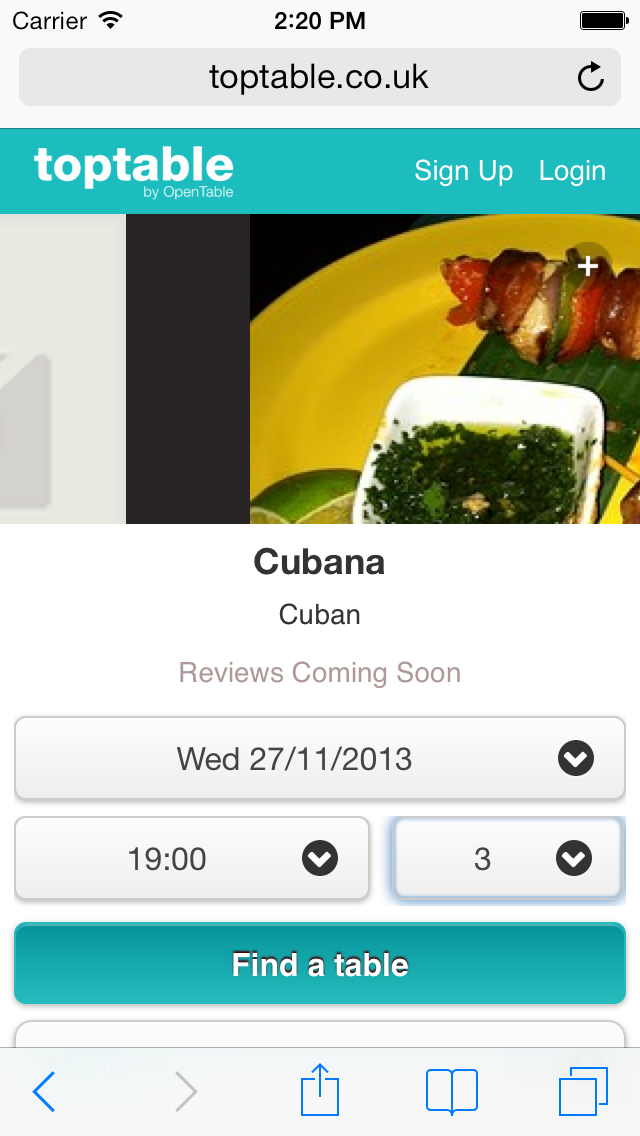 Carrier 2:20 PM
toptable.co.uk
toptable Sign Up Login
by OpenTable
Cubana
Cuban
Reviews Coming Soon
Wed 27/11/2013
19:00 3
Find a table